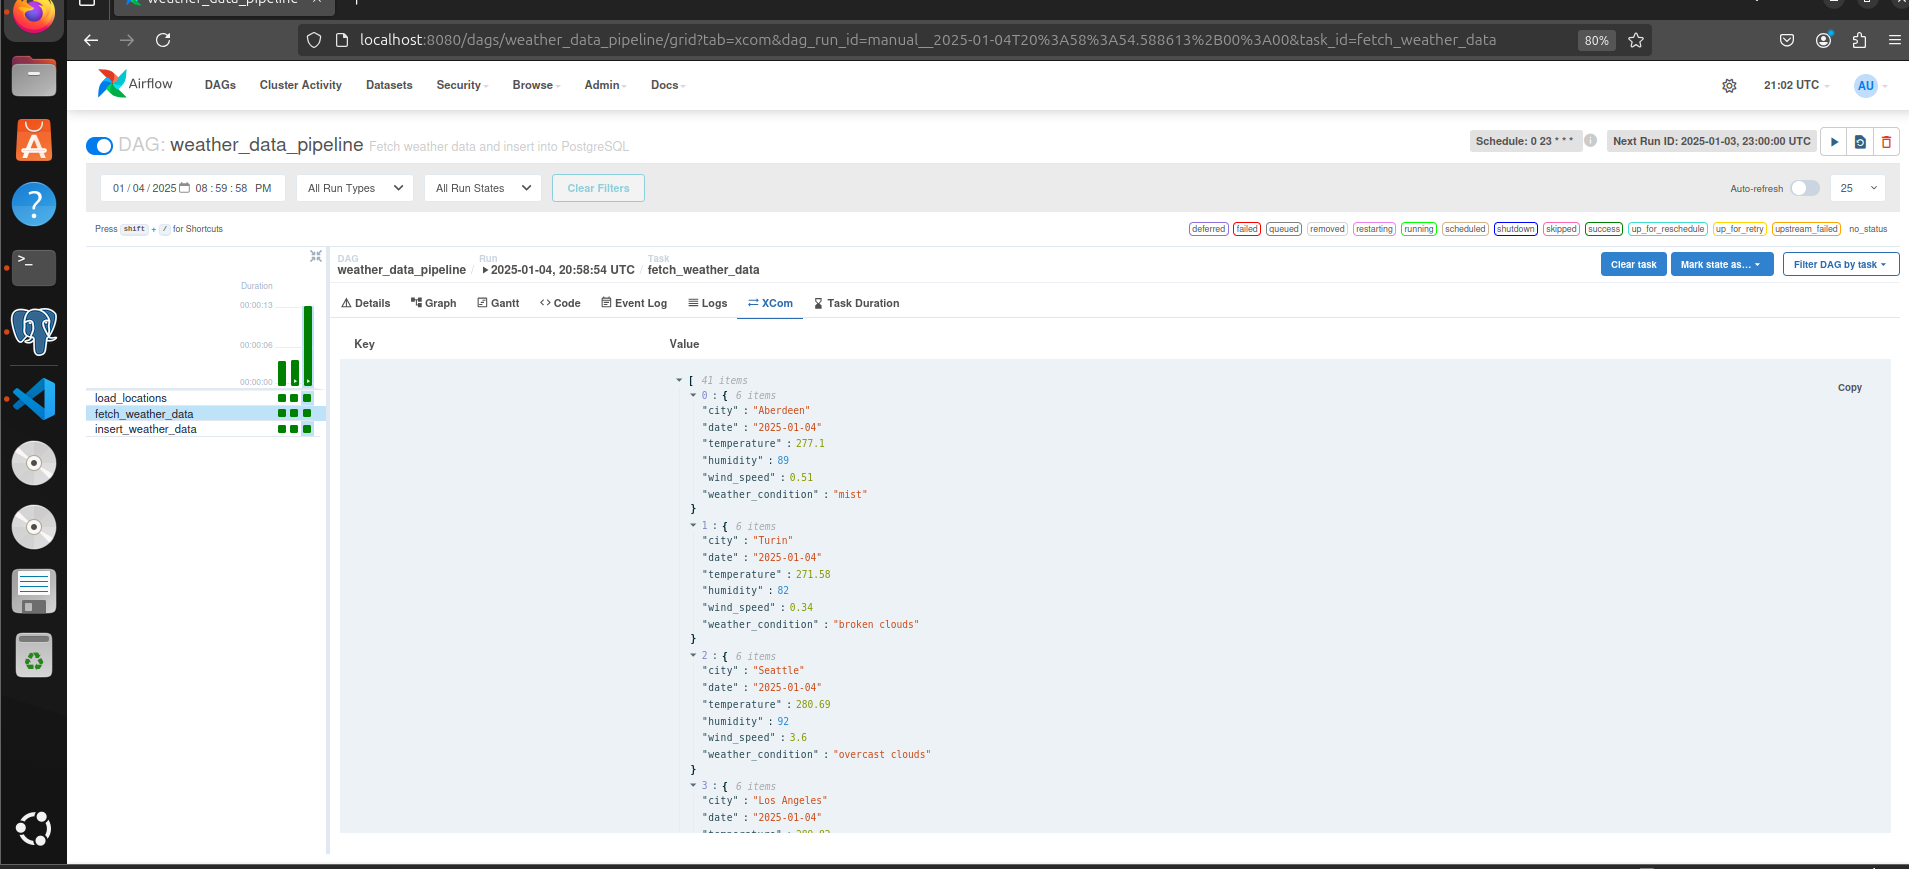 weather_data_pipeline
localhost:8080/dags/weather_data_pipeline/grid?tab=xcom&dag_run_id=manual__2025-01-04T20%3A58%3A54.588613%2B00%3A00&task_id=fetch_weather_data 80%
Airflow DAGs Cluster Activity Datasets Security Browse Admin Docs 21:02 UTC AU
DAG: weather_data_pipeline Fetch weather data and insert into PostgreSQL Schedule: 0 23 * * * i Next Run ID: 2025-01-03, 23:00:00 UTC
01 / 04 / 2025 08 : 59 : 58 PM All Run Types All Run States Clear Filters Auto-refresh 25
Press shift + / for Shortcuts deferred failed queued removed restarting running scheduled shutdown skipped success up_for_reschedule up_for_retry upstream_failed no_status
DAG Run Task
weather_data_pipeline / 2025-01-04, 20:58:54 UTC / fetch_weather_data Clear task Mark state as... Filter DAG by task
Duration
00:00:13
00:00:06
00:00:00
load_locations
fetch_weather_data
insert_weather_data
Details Graph Gantt Code Event Log Logs XCom Task Duration
Key Value
[ 41 items
Copy
0 : { 6 items
"city" : "Aberdeen"
"date" : "2025-01-04"
"temperature" : 277.1
"humidity" : 89
"wind_speed" : 0.51
"weather_condition" : "mist"
}
1 : { 6 items
"city" : "Turin"
"date" : "2025-01-04"
"temperature" : 271.58
"humidity" : 82
"wind_speed" : 0.34
"weather_condition" : "broken clouds"
}
2 : { 6 items
"city" : "Seattle"
"date" : "2025-01-04"
"temperature" : 280.69
"humidity" : 92
"wind_speed" : 3.6
"weather_condition" : "overcast clouds"
}
3 : { 6 items
"city" : "Los Angeles"
"date" : "2025-01-04"